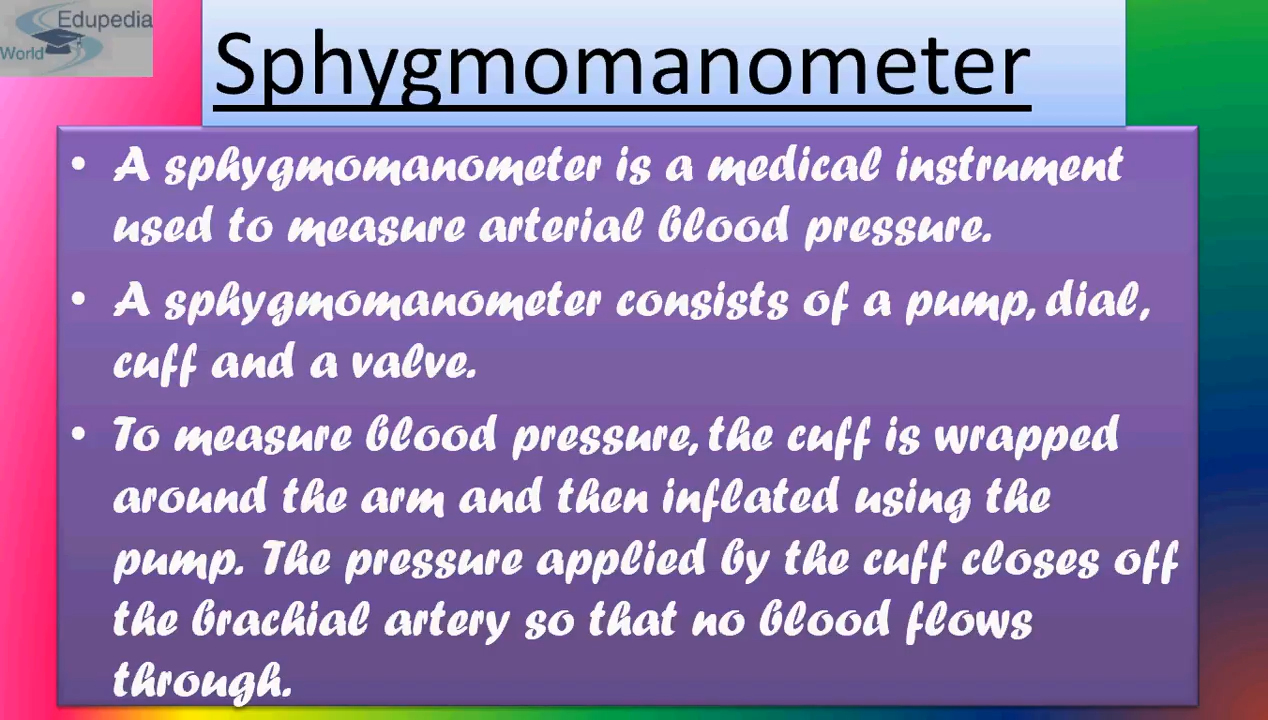 Edupedia
World
Sphygmomanometer
• A sphygmomanometer is a medical instrument
used to measure arterial blood pressure.
• A sphygmomanometer consists of a pump, dial,
cuff and a valve.
• To measure blood pressure, the cuff is wrapped
around the arm and then inflated using the
pump. The pressure applied by the cuff closes off
the brachial artery so that no blood flows
through.